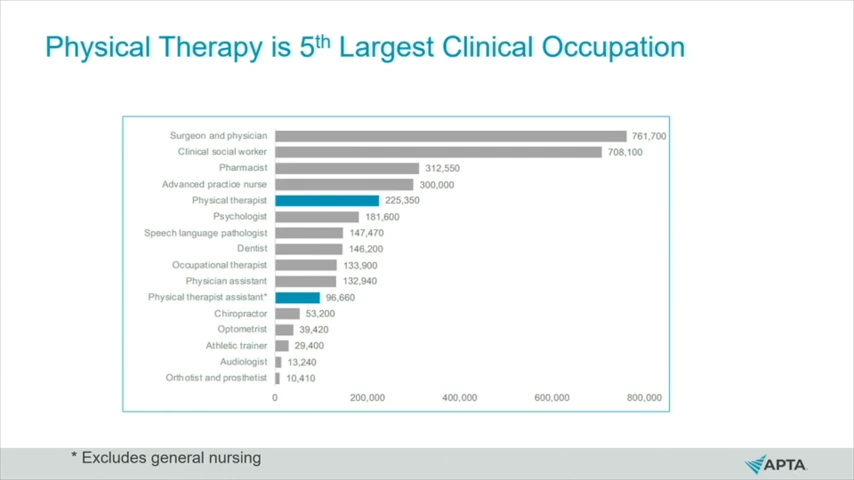 Physical Therapy is 5th Largest Clinical Occupation
Surgeon and physician 761,700
Clinical social worker 708,100
Pharmacist 312,550
Advanced practice nurse 300,000
Physical therapist 225,350
Psychologist 181,600
Speech language pathologist 147,470
Dentist 146,200
Occupational therapist 133,900
Physician assistant 132,940
Physical therapist assistant* 96,660
Chiropractor 53,200
Optometrist 39,420
Athletic trainer 29,400
Audiologist 13,240
Orthotist and prosthetist 10,410
0 200,000 400,000 600,000 800,000
* Excludes general nursing
APTA